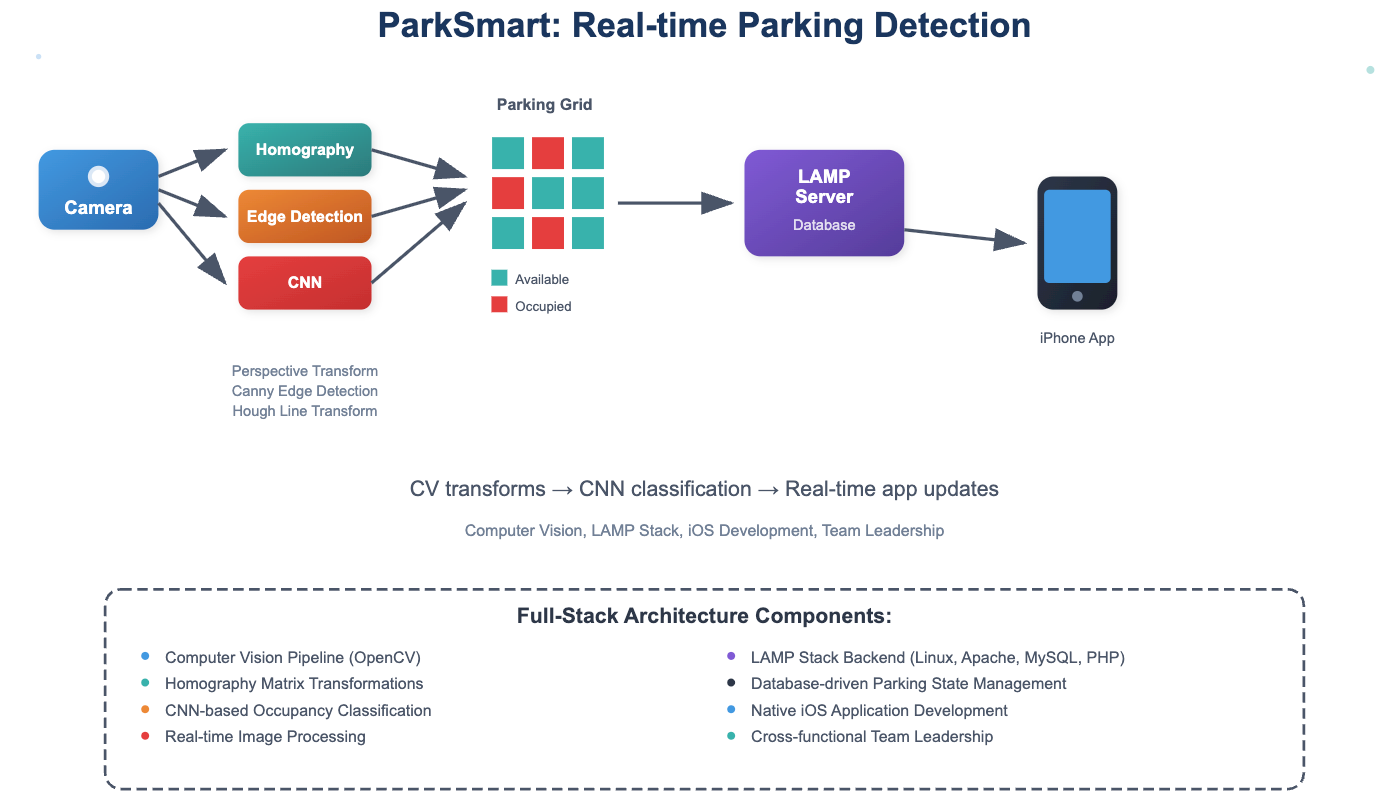 ParkSmart: Real-time Parking Detection
Camera
Homography
Edge Detection
CNN
Perspective Transform
Canny Edge Detection
Hough Line Transform
Parking Grid
Available
Occupied
LAMP
Server
Database
iPhone App
CV transforms → CNN classification → Real-time app updates
Computer Vision, LAMP Stack, iOS Development, Team Leadership
Full-Stack Architecture Components:
Computer Vision Pipeline (OpenCV)
Homography Matrix Transformations
CNN-based Occupancy Classification
Real-time Image Processing
LAMP Stack Backend (Linux, Apache, MySQL, PHP)
Database-driven Parking State Management
Native iOS Application Development
Cross-functional Team Leadership